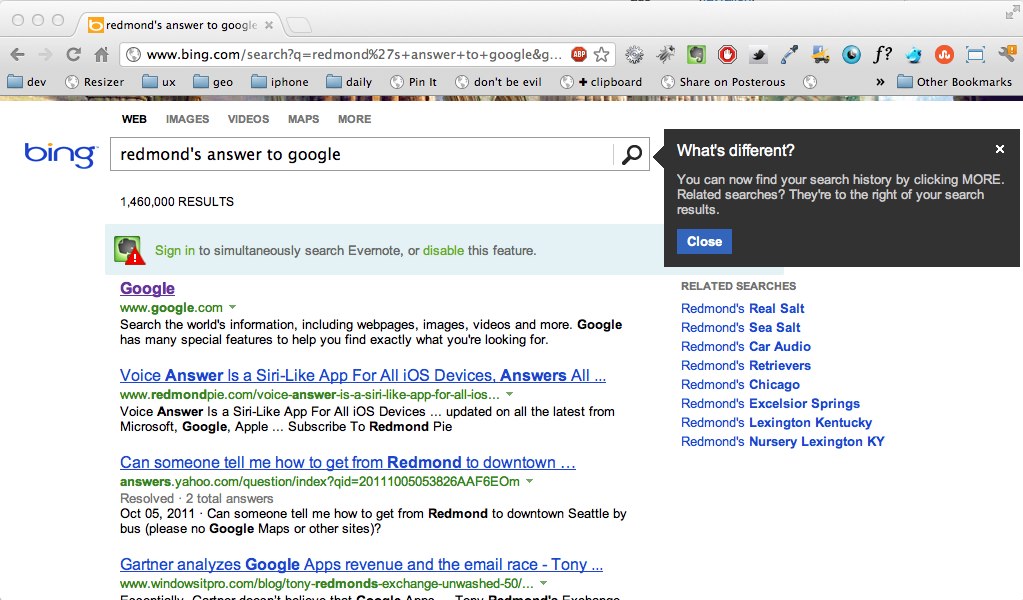 redmond's answer to google
www.bing.com/search?q=redmond%27s+answer+to+google&g...
ABP
f?
dev
Resizer
ux
geo
iphone
daily
Pin It
don't be evil
+ clipboard
Share on Posterous
»
Other Bookmarks
WEB IMAGES VIDEOS MAPS MORE
bing
redmond's answer to google
What's different?
You can now find your search history by clicking MORE.
Related searches? They're to the right of your search
results.
Close
1,460,000 RESULTS
Sign in to simultaneously search Evernote, or disable this feature.
Google
www.google.com
Search the world's information, including webpages, images, videos and more. Google
has many special features to help you find exactly what you're looking for.
Voice Answer Is a Siri-Like App For All iOS Devices, Answers All ...
www.redmondpie.com/voice-answer-is-a-siri-like-app-for-all-ios...
Voice Answer Is a Siri-Like App For All iOS Devices ... updated on all the latest from
Microsoft, Google, Apple ... Subscribe To Redmond Pie
Can someone tell me how to get from Redmond to downtown ...
answers.yahoo.com/question/index?qid=20111005053826AAF6EOm
Resolved · 2 total answers
Oct 05, 2011 · Can someone tell me how to get from Redmond to downtown Seattle by
bus (please no Google Maps or other sites)?
Gartner analyzes Google Apps revenue and the email race - Tony ...
www.windowsitpro.com/blog/tony-redmonds-exchange-unwashed-50/...
Essentially, Gartner doesn't believe that Google Apps ... Tony Redmond's Exchange
RELATED SEARCHES
Redmond's Real Salt
Redmond's Sea Salt
Redmond's Car Audio
Redmond's Retrievers
Redmond's Chicago
Redmond's Excelsior Springs
Redmond's Lexington Kentucky
Redmond's Nursery Lexington KY